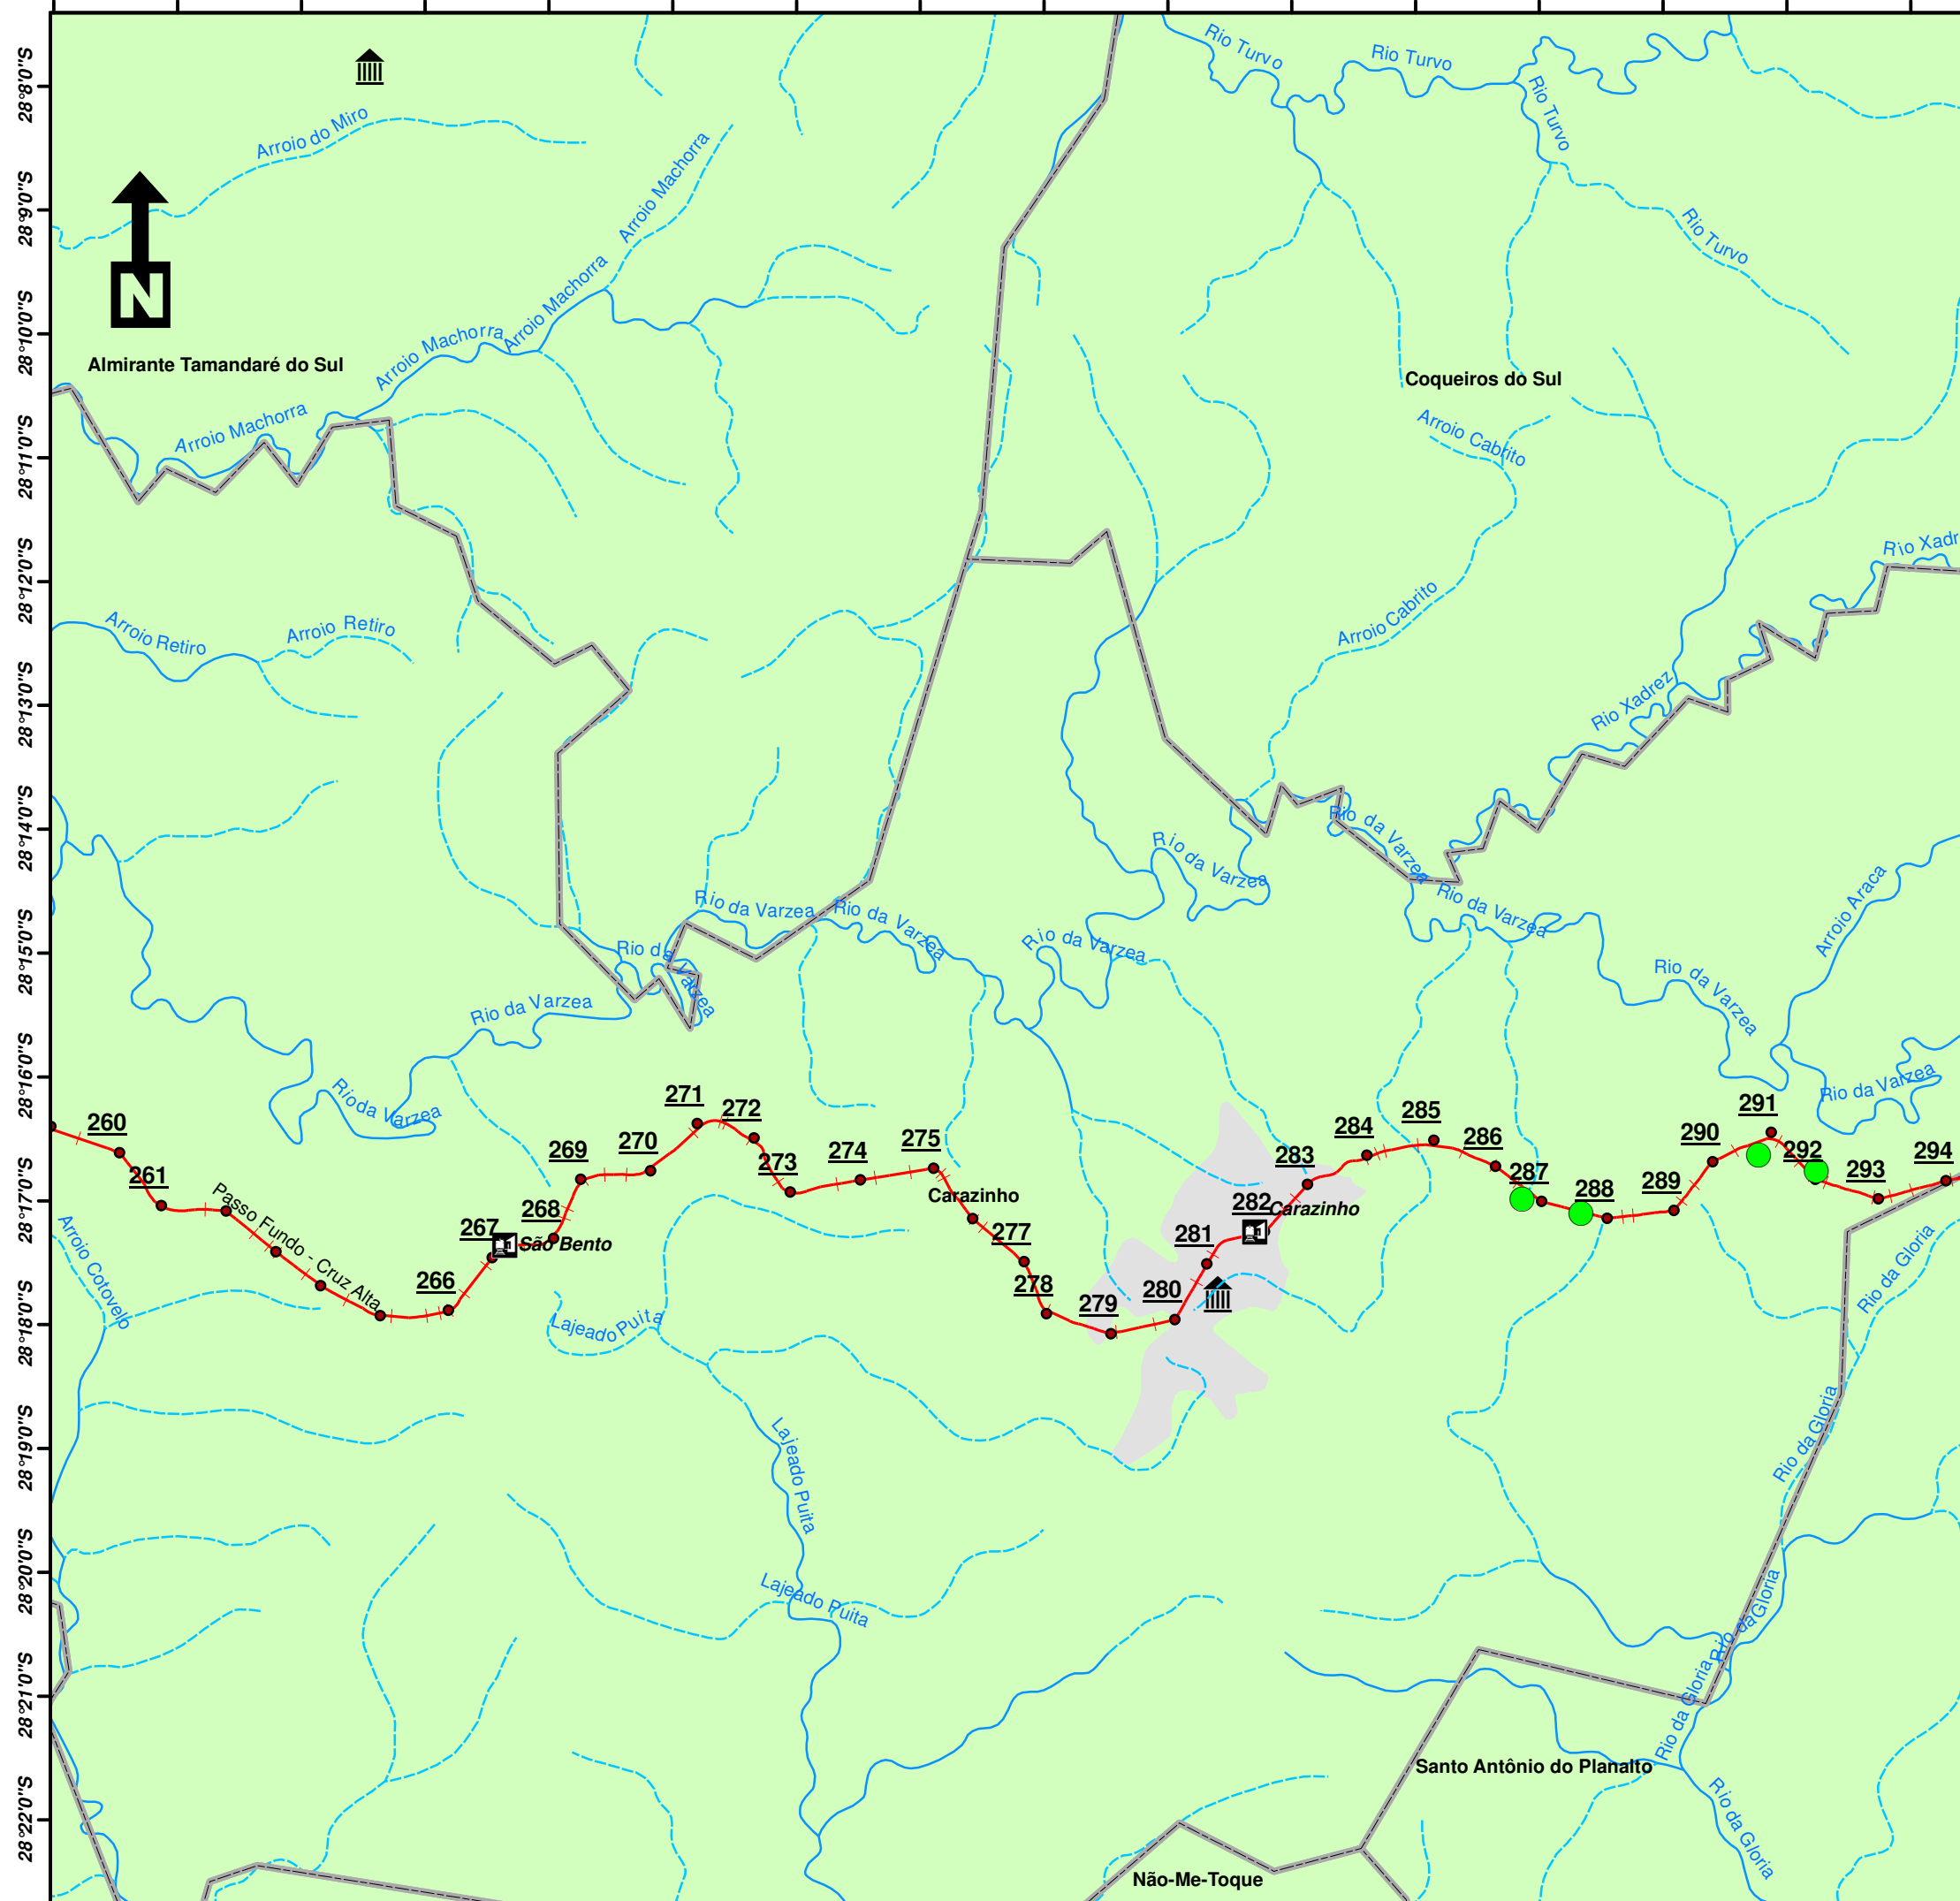 28°8'0"S
28°9'0"S
28°10'0"S
28°11'0"S
28°12'0"S
28°13'0"S
28°14'0"S
28°15'0"S
28°16'0"S
28°17'0"S
28°18'0"S
28°19'0"S
28°20'0"S
28°21'0"S
28°22'0"S
N
Rio Turvo
Rio Turvo
Rio Turvo
Rio Turvo
Arroio do Miro
Arroio Machorra
Arroio Machorra
Arroio Machorra
Arroio Machorra
Almirante Tamandaré do Sul
Coqueiros do Sul
Arroio Cabrito
Arroio Cabrito
Rio Xadr
Rio Xadrez
Arroio Retiro
Arroio Retiro
Rio da Varzea
Rio da Varzea
Rio da Varzea
Rio da Varzea
Rio da Varzea
Rio da Varzea
Rio da Varzea
Rio da Varzea
Rio da Varzea
Rio da Varzea
Arroio Araca
Rio da Varzea
Rio da Varzea
260
261
Passo Fundo - Cruz Alta
266
267
São Bento
268
269
270
271
272
273
274
275
Carazinho
277
278
279
280
281
282
Carazinho
283
284
285
286
287
288
289
290
291
292
293
294
Arroio Cotovelo
Lajeado Puita
Lajeado Puita
Lajeado Puita
Rio da Gloria
Rio da Gloria
Rio da Gloria
Rio da Gloria
Rio da Gloria
Santo Antônio do Planalto
Não-Me-Toque